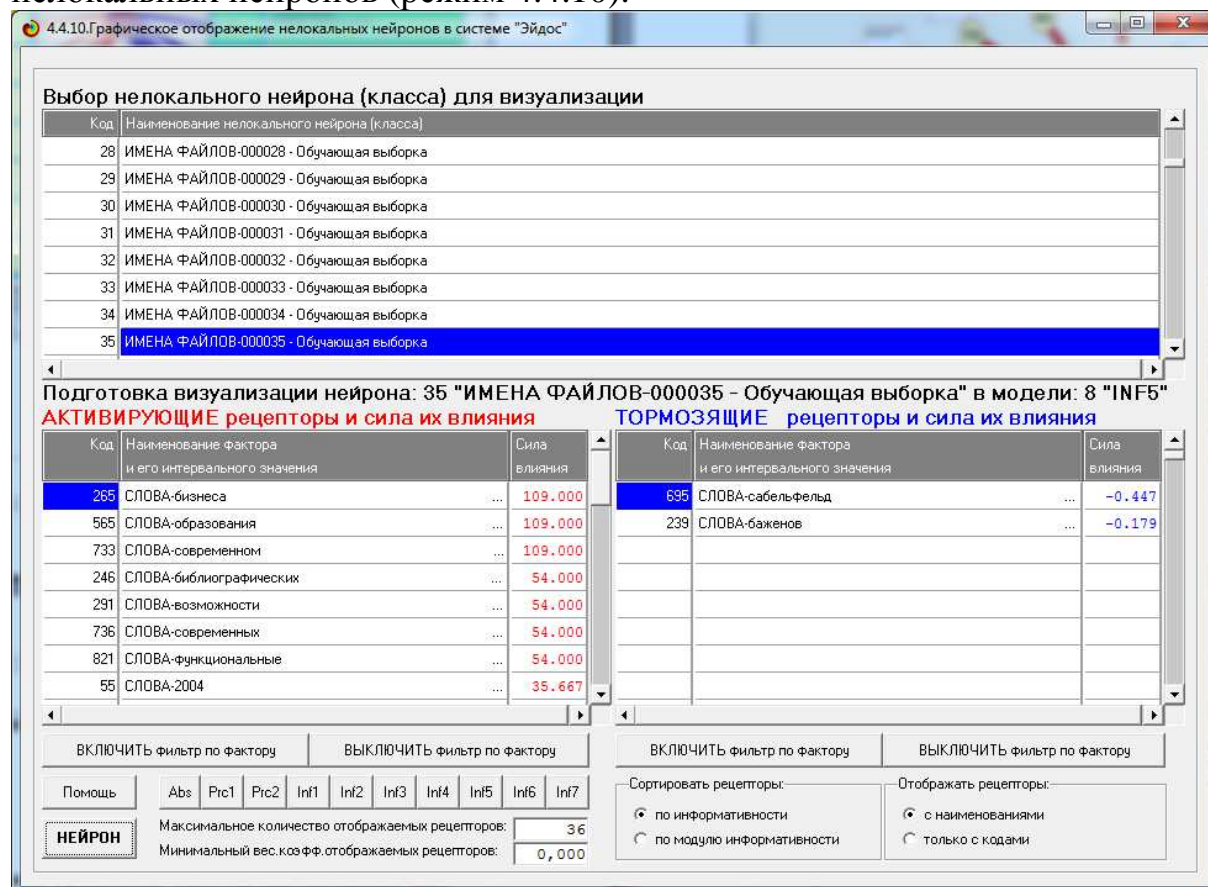 нелокальных нейронов (режим 4.4.10).
4.4.10.Графическое отображение нелокальных нейронов в системе "Эйдос"
Выбор нелокального нейрона (класса) для визуализации
Код Наименование нелокального нейрона (класса)
28 ИМЕНА ФАЙЛОВ-000028 - Обучающая выборка
29 ИМЕНА ФАЙЛОВ-000029 - Обучающая выборка
30 ИМЕНА ФАЙЛОВ-000030 - Обучающая выборка
31 ИМЕНА ФАЙЛОВ-000031 - Обучающая выборка
32 ИМЕНА ФАЙЛОВ-000032 - Обучающая выборка
33 ИМЕНА ФАЙЛОВ-000033 - Обучающая выборка
34 ИМЕНА ФАЙЛОВ-000034 - Обучающая выборка
35 ИМЕНА ФАЙЛОВ-000035 - Обучающая выборка
Подготовка визуализации нейрона: 35 "ИМЕНА ФАЙЛОВ-000035 - Обучающая выборка" в модели: 8 "INF5"
АКТИВИРУЮЩИЕ рецепторы и сила их влияния
Код Наименование фактора Сила
и его интервального значения влияния
265 СЛОВА-бизнеса ... 109.000
565 СЛОВА-образования ... 109.000
733 СЛОВА-современном ... 109.000
246 СЛОВА-библиографических ... 54.000
291 СЛОВА-возможности ... 54.000
736 СЛОВА-современных ... 54.000
821 СЛОВА-функциональные ... 54.000
55 СЛОВА-2004 ... 35.667
ВКЛЮЧИТЬ фильтр по фактору ВЫКЛЮЧИТЬ фильтр по фактору
ТОРМОЗЯЩИЕ рецепторы и сила их влияния
Код Наименование фактора Сила
и его интервального значения влияния
695 СЛОВА-сабельфельд ... -0.447
239 СЛОВА-баженов ... -0.179
ВКЛЮЧИТЬ фильтр по фактору ВЫКЛЮЧИТЬ фильтр по фактору
Помощь Abs Prc1 Prc2 Inf1 Inf2 Inf3 Inf4 Inf5 Inf6 Inf7
НЕЙРОН
Максимальное количество отображаемых рецепторов: 36
Минимальный вес.коэфф.отображаемых рецепторов: 0,000
Сортировать рецепторы:
по информативности
по модулю информативности
Отображать рецепторы:
с наименованиями
только с кодами